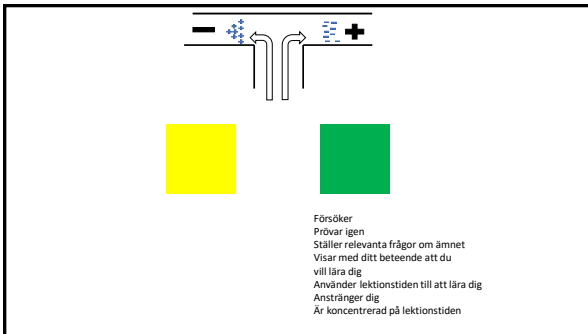 Försöker
Prövar igen
Ställer relevanta frågor om ämnet
Visar med ditt beteende att du
vill lära dig
Använder lektionstiden till att lära dig
Anstränger dig
Är koncentrerad på lektionstiden